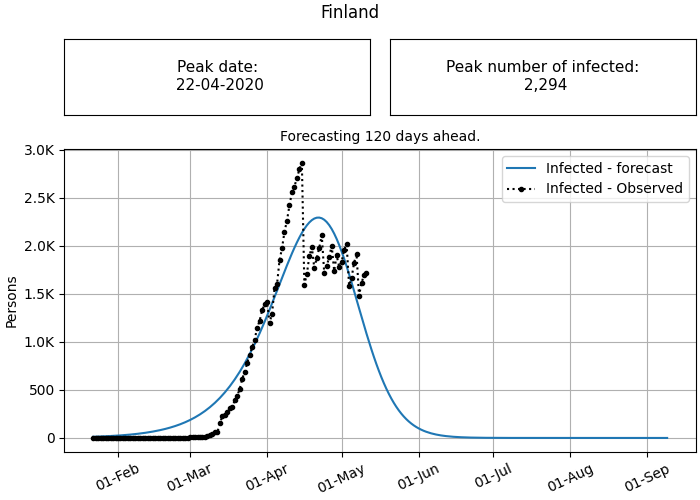 Finland
Peak date:
22-04-2020
Peak number of infected:
2,294
Forecasting 120 days ahead.
3.0K
2.5K
2.0K
1.5K
1.0K
500
0
Persons
Infected - forecast
Infected - Observed
01-Feb
01-Mar
01-Apr
01-May
01-Jun
01-Jul
01-Aug
01-Sep